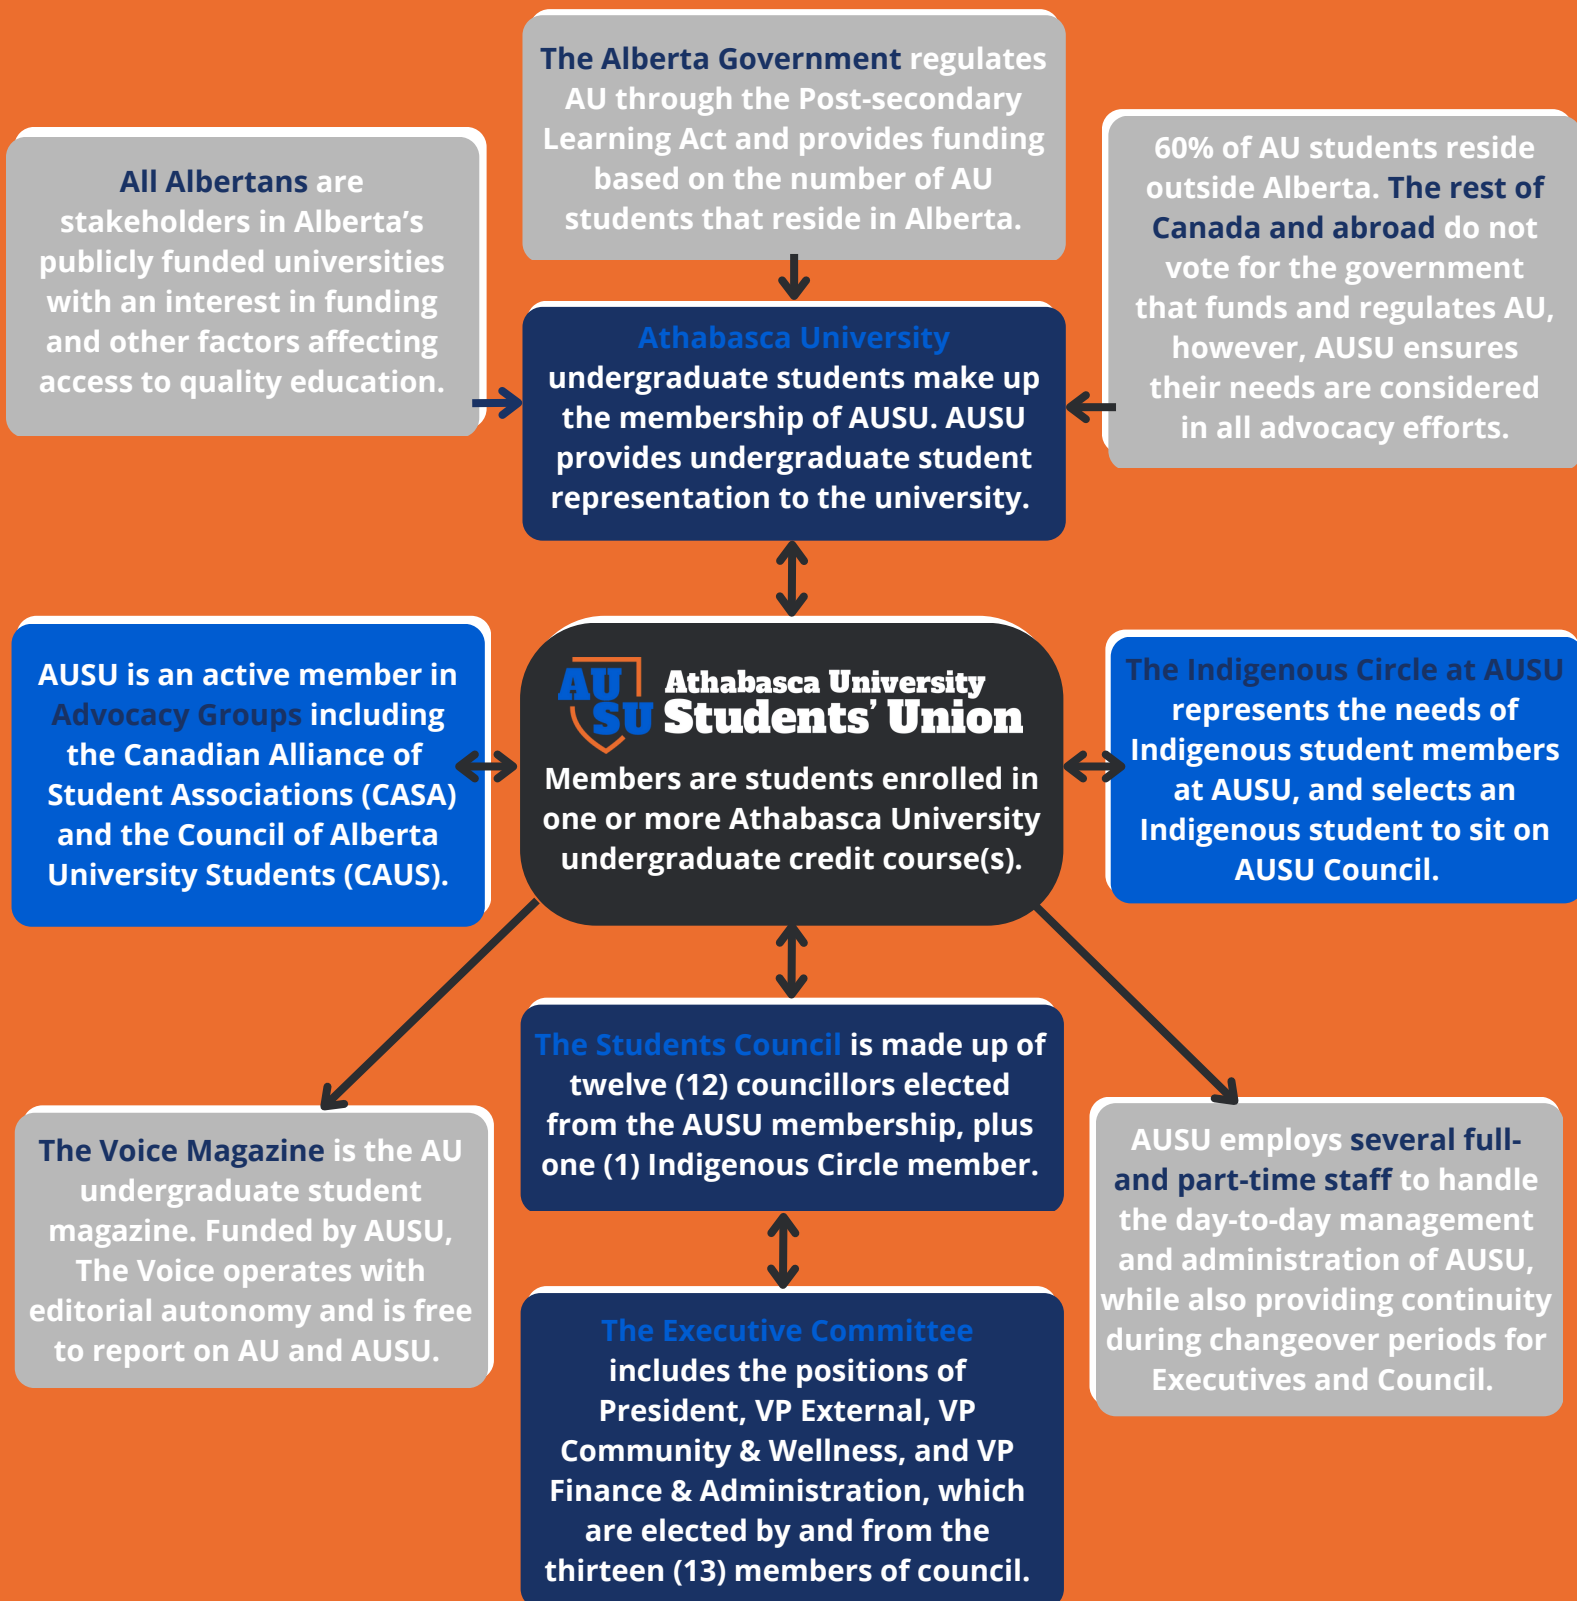 The Alberta Government regulates
AU through the Post-secondary
Learning Act and provides funding
based on the number of AU
students that reside in Alberta.
All Albertans are
stakeholders in Alberta’s
publicly funded universities
with an interest in funding
and other factors affecting
access to quality education.
60% of AU students reside
outside Alberta. The rest of
Canada and abroad do not
vote for the government
that funds and regulates AU,
however, AUSU ensures
their needs are considered
in all advocacy efforts.
Athabasca University
undergraduate students make up
the membership of AUSU. AUSU
provides undergraduate student
representation to the university.
AUSU is an active member in
Advocacy Groups including
the Canadian Alliance of
Student Associations (CASA)
and the Council of Alberta
University Students (CAUS).
AU
SU
Athabasca University
Students’ Union
Members are students enrolled in
one or more Athabasca University
undergraduate credit course(s).
The Indigenous Circle at AUSU
represents the needs of
Indigenous student members
at AUSU, and selects an
Indigenous student to sit on
AUSU Council.
The Students Council is made up of
twelve (12) councillors elected
from the AUSU membership, plus
one (1) Indigenous Circle member.
The Voice Magazine is the AU
undergraduate student
magazine. Funded by AUSU,
The Voice operates with
editorial autonomy and is free
to report on AU and AUSU.
AUSU employs several full-
and part-time staff to handle
the day-to-day management
and administration of AUSU,
while also providing continuity
during changeover periods for
Executives and Council.
The Executive Committee
includes the positions of
President, VP External, VP
Community & Wellness, and VP
Finance & Administration, which
are elected by and from the
thirteen (13) members of council.